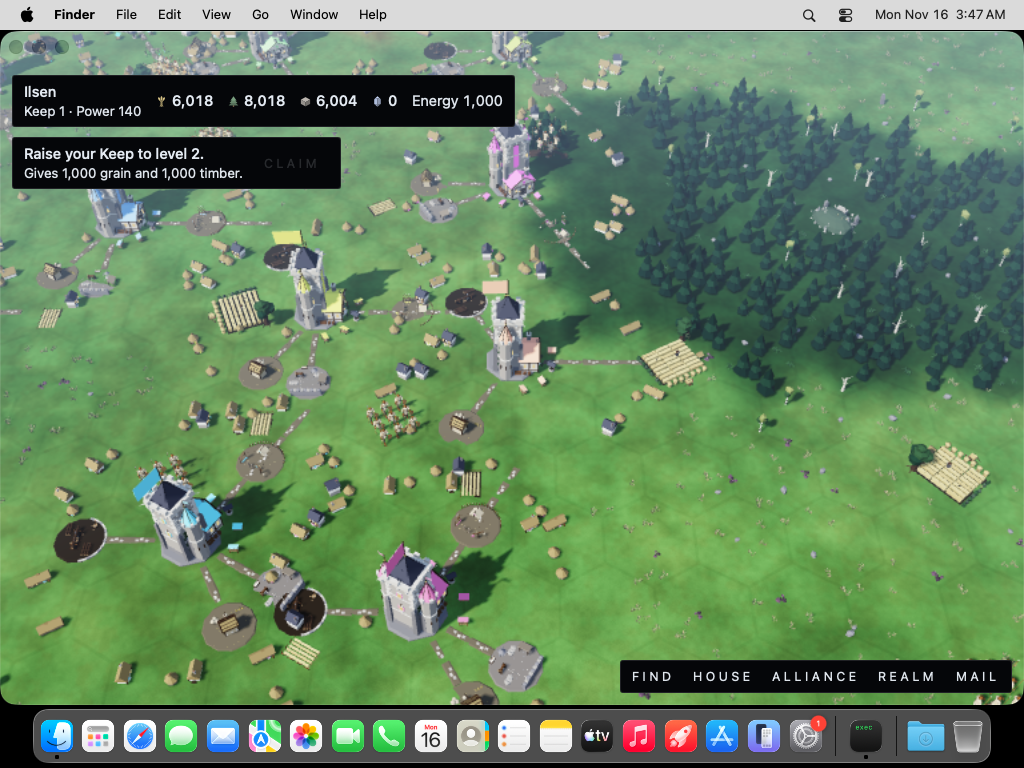 Finder File Edit View Go Window Help Mon Nov 16 3:47 AM
Ilsen
Keep 1 · Power 140
6,018 8,018 6,004 0 Energy 1,000
Raise your Keep to level 2.
Gives 1,000 grain and 1,000 timber.
CLAIM
FIND HOUSE ALLIANCE REALM MAIL
Mon
16
tv
1
exec